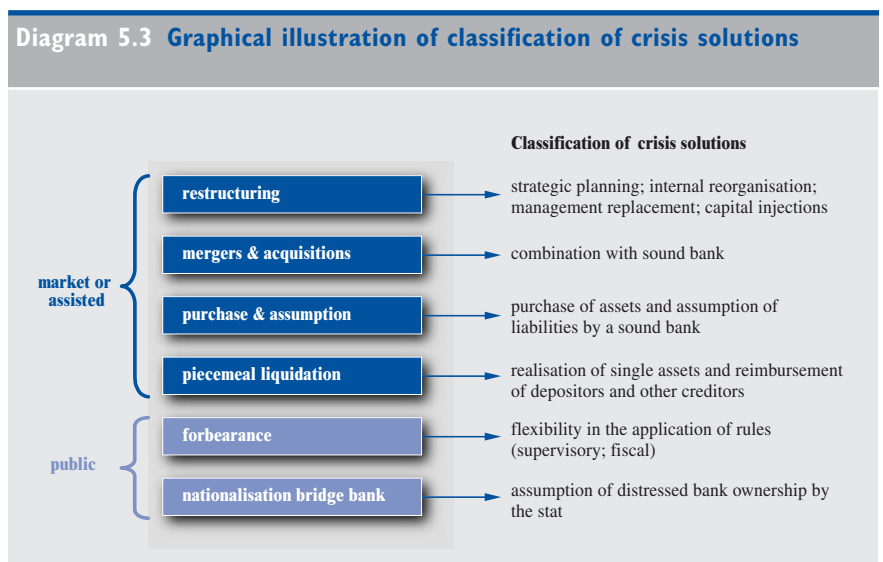 Diagram 5.3 Graphical illustration of classification of crisis solutions
Classification of crisis solutions
market or
assisted
restructuring
strategic planning; internal reorganisation;
management replacement; capital injections
mergers & acquisitions
combination with sound bank
purchase & assumption
purchase of assets and assumption of
liabilities by a sound bank
piecemeal liquidation
realisation of single assets and reimbursement
of depositors and other creditors
public
forbearance
flexibility in the application of rules
(supervisory; fiscal)
nationalisation bridge bank
assumption of distressed bank ownership by
the stat